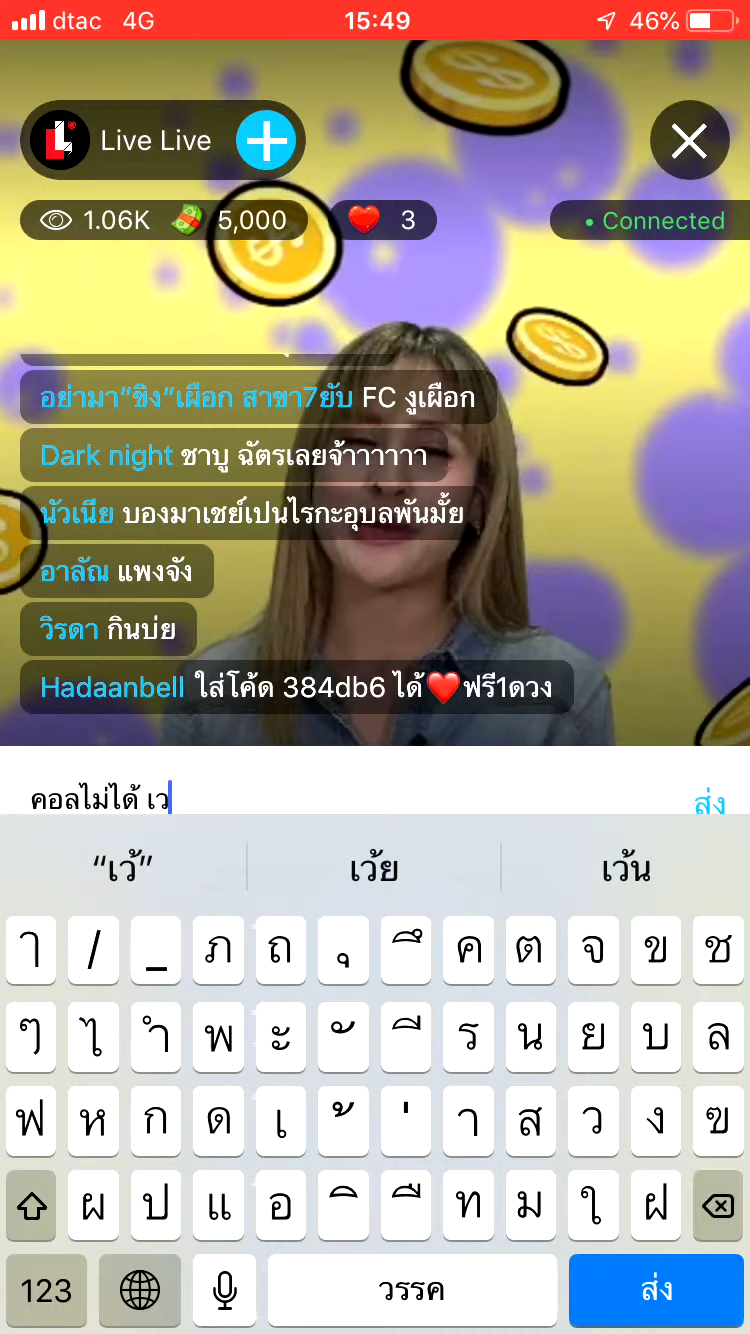 dtac 4G 15:49 46%
Live Live
1.06K 5,000 3 • Connected
อย่ามา”ขิง”เผือก สาขา7ยับ FC งูเผือก
Dark night ชาบู ฉัตรเลยจ้าาาาาา
นัวเนีย บองมาเชย์เปนไรกะอุบลพันมั้ย
อาลัณ แพงจัง
วิรดา กินบ่ย
Hadaanbell ใส่โค้ด 384db6 ได้❤️ฟรี1ดวง
คอลไม่ได้ เว ส่ง
“เว้” เว้ย เว้น
ๅ / _ ภ ถ ุ ึ ค ต จ ข ช
ๆ ไ ำ พ ะ ั ี ร น ย บ ล
ฟ ห ก ด เ ้ ่ า ส ว ง ฃ
ผ ป แ อ ิ ื ท ม ใ ฝ
123 วรรค ส่ง